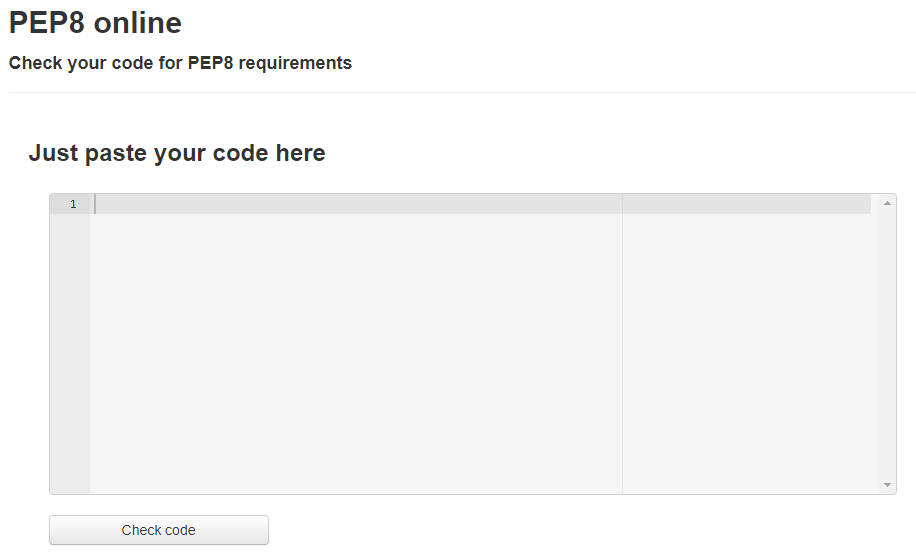 PEP8 online
Check your code for PEP8 requirements
Just paste your code here
1
Check code